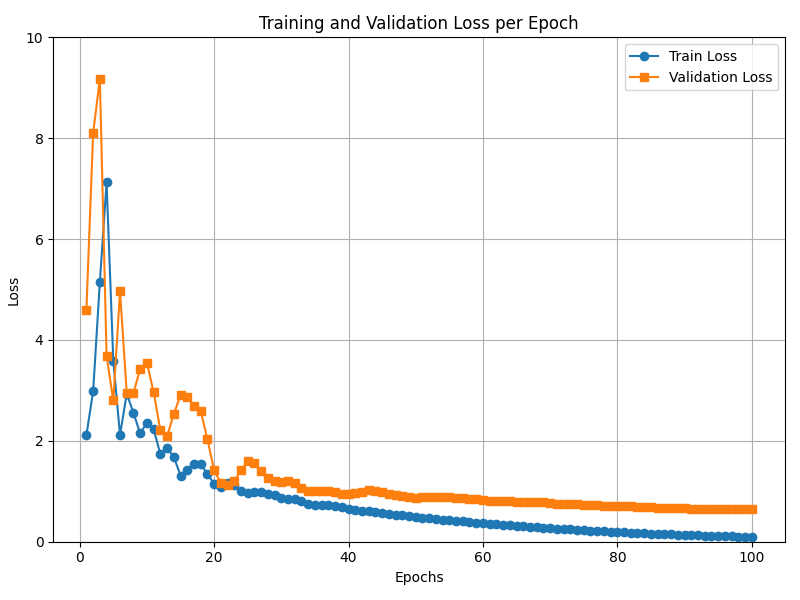 Training and Validation Loss per Epoch
Train Loss
Validation Loss
10
8
6
4
2
0
Loss
0 20 40 60 80 100
Epochs